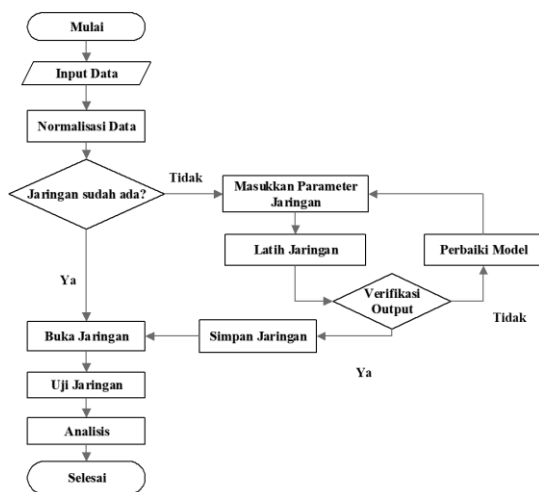 Mulai
Input Data
Normalisasi Data
Jaringan sudah ada?
Tidak
Masukkan Parameter
Jaringan
Latih Jaringan
Perbaiki Model
Verifikasi
Output
Tidak
Ya
Ya
Simpan Jaringan
Buka Jaringan
Uji Jaringan
Analisis
Selesai